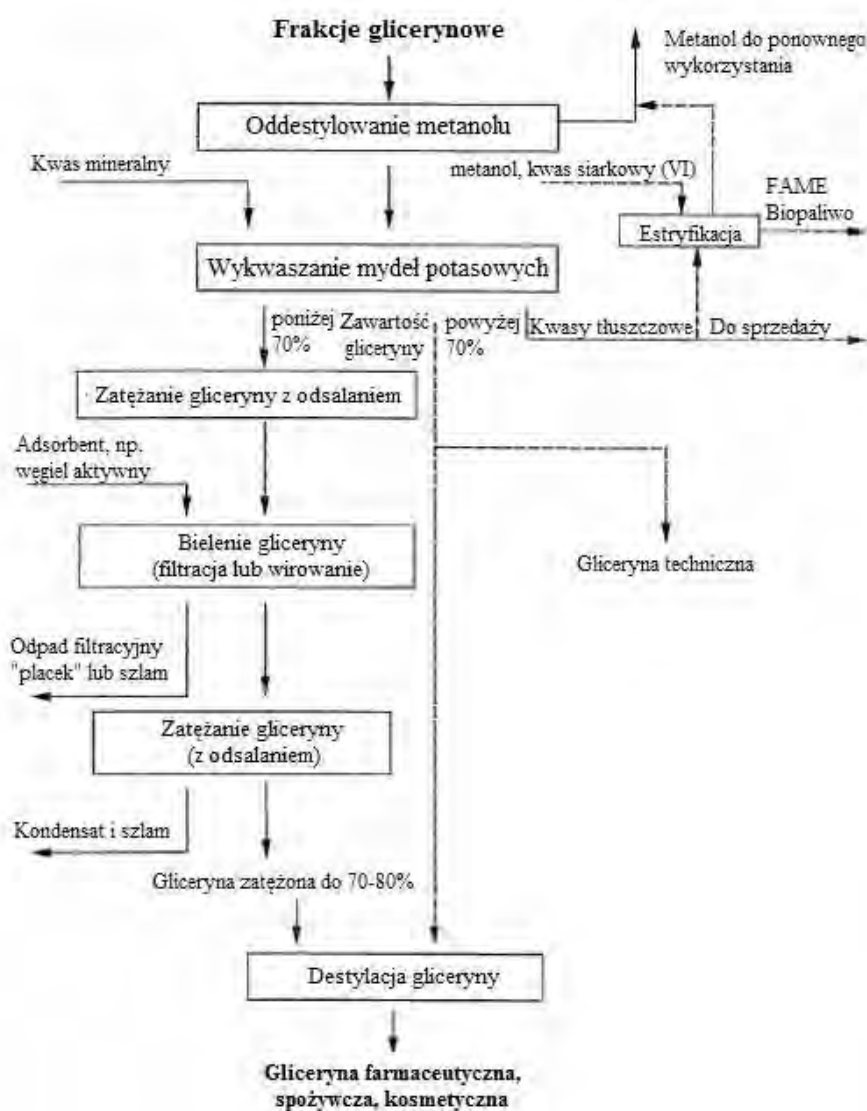 Frakcje glicerynowe
Metanol do ponownego
wykorzystania
Oddestylowanie metanolu
Kwas mineralny
metanol, kwas siarkowy (VI)
FAME
Biopaliwo
Estryfikacja
Wykwaszanie mydeł potasowych
poniżej
70%
Zawartość
gliceryny
powyżej
70%
Kwasy tłuszczowe
Do sprzedaży
Zatężanie gliceryny z odsalaniem
Adsorbent, np.
węgiel aktywny
Bielenie gliceryny
(filtracja lub wirowanie)
Gliceryna techniczna
Odpad filtracyjny
"placek" lub szlam
Zatężanie gliceryny
(z odsalaniem)
Kondensat i szlam
Gliceryna zatężona do 70-80%
Destylacja gliceryny
Gliceryna farmaceutyczna,
spożywcza, kosmetyczna